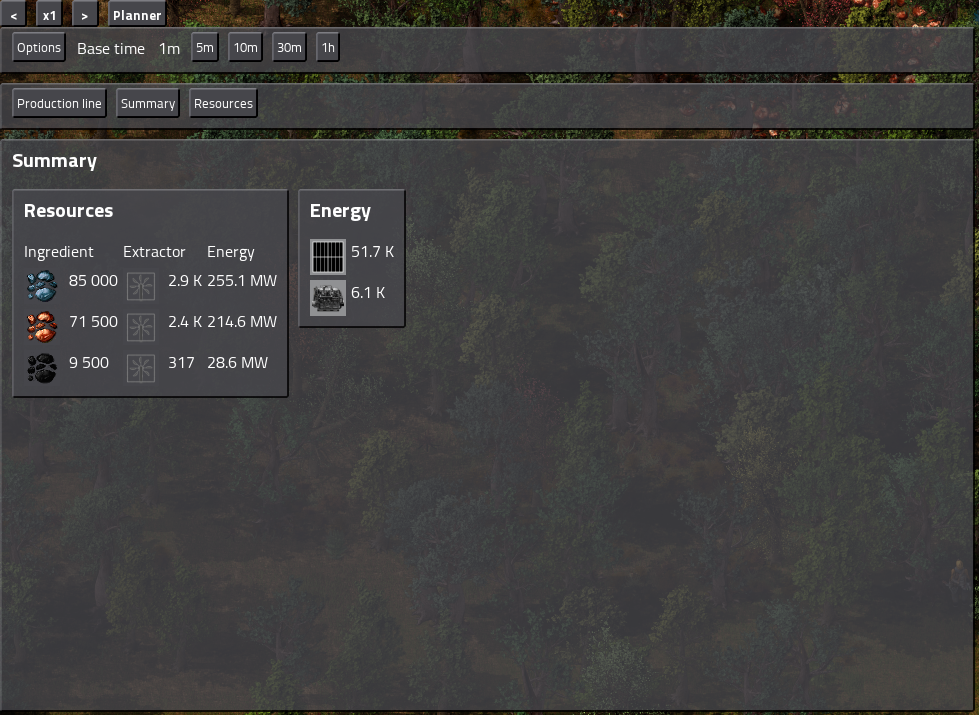 < x1 > Planner
Options Base time 1m 5m 10m 30m 1h
Production line Summary Resources
Summary
Resources
Ingredient Extractor Energy
85 000 2.9 K 255.1 MW
71 500 2.4 K 214.6 MW
9 500 317 28.6 MW
Energy
51.7 K
6.1 K